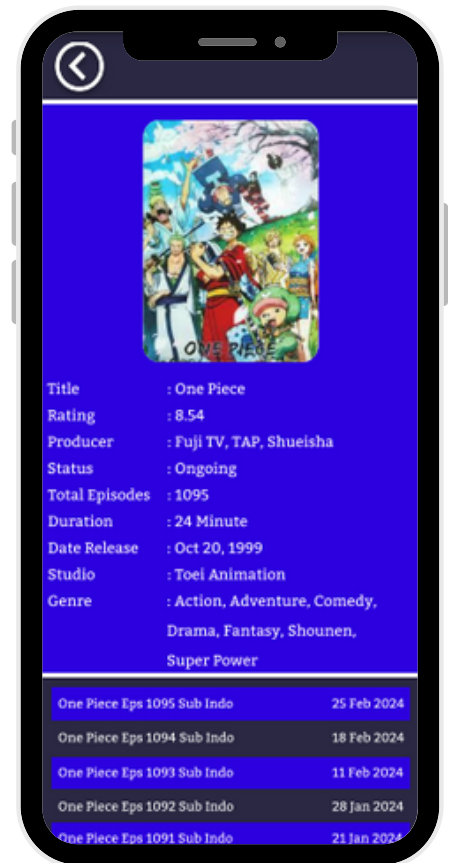 ONE PIECE
Title : One Piece
Rating : 8.54
Producer : Fuji TV, TAP, Shueisha
Status : Ongoing
Total Episodes : 1095
Duration : 24 Minute
Date Release : Oct 20, 1999
Studio : Toei Animation
Genre : Action, Adventure, Comedy,
Drama, Fantasy, Shounen,
Super Power
One Piece Eps 1095 Sub Indo 25 Feb 2024
One Piece Eps 1094 Sub Indo 18 Feb 2024
One Piece Eps 1093 Sub Indo 11 Feb 2024
One Piece Eps 1092 Sub Indo 28 Jan 2024
One Piece Eps 1091 Sub Indo 21 Jan 2024